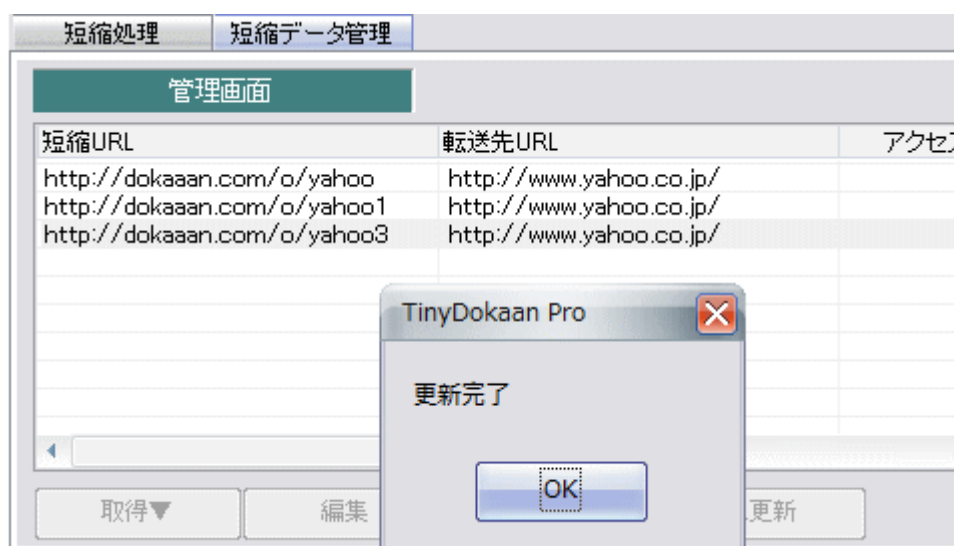 短縮処理 短縮データ管理
管理画面
短縮URL 転送先URL アクセ
http://dokaaan.com/o/yahoo http://www.yahoo.co.jp/
http://dokaaan.com/o/yahoo1 http://www.yahoo.co.jp/
http://dokaaan.com/o/yahoo3 http://www.yahoo.co.jp/
TinyDokaan Pro
更新完了
OK
取得▼ 編集 更新